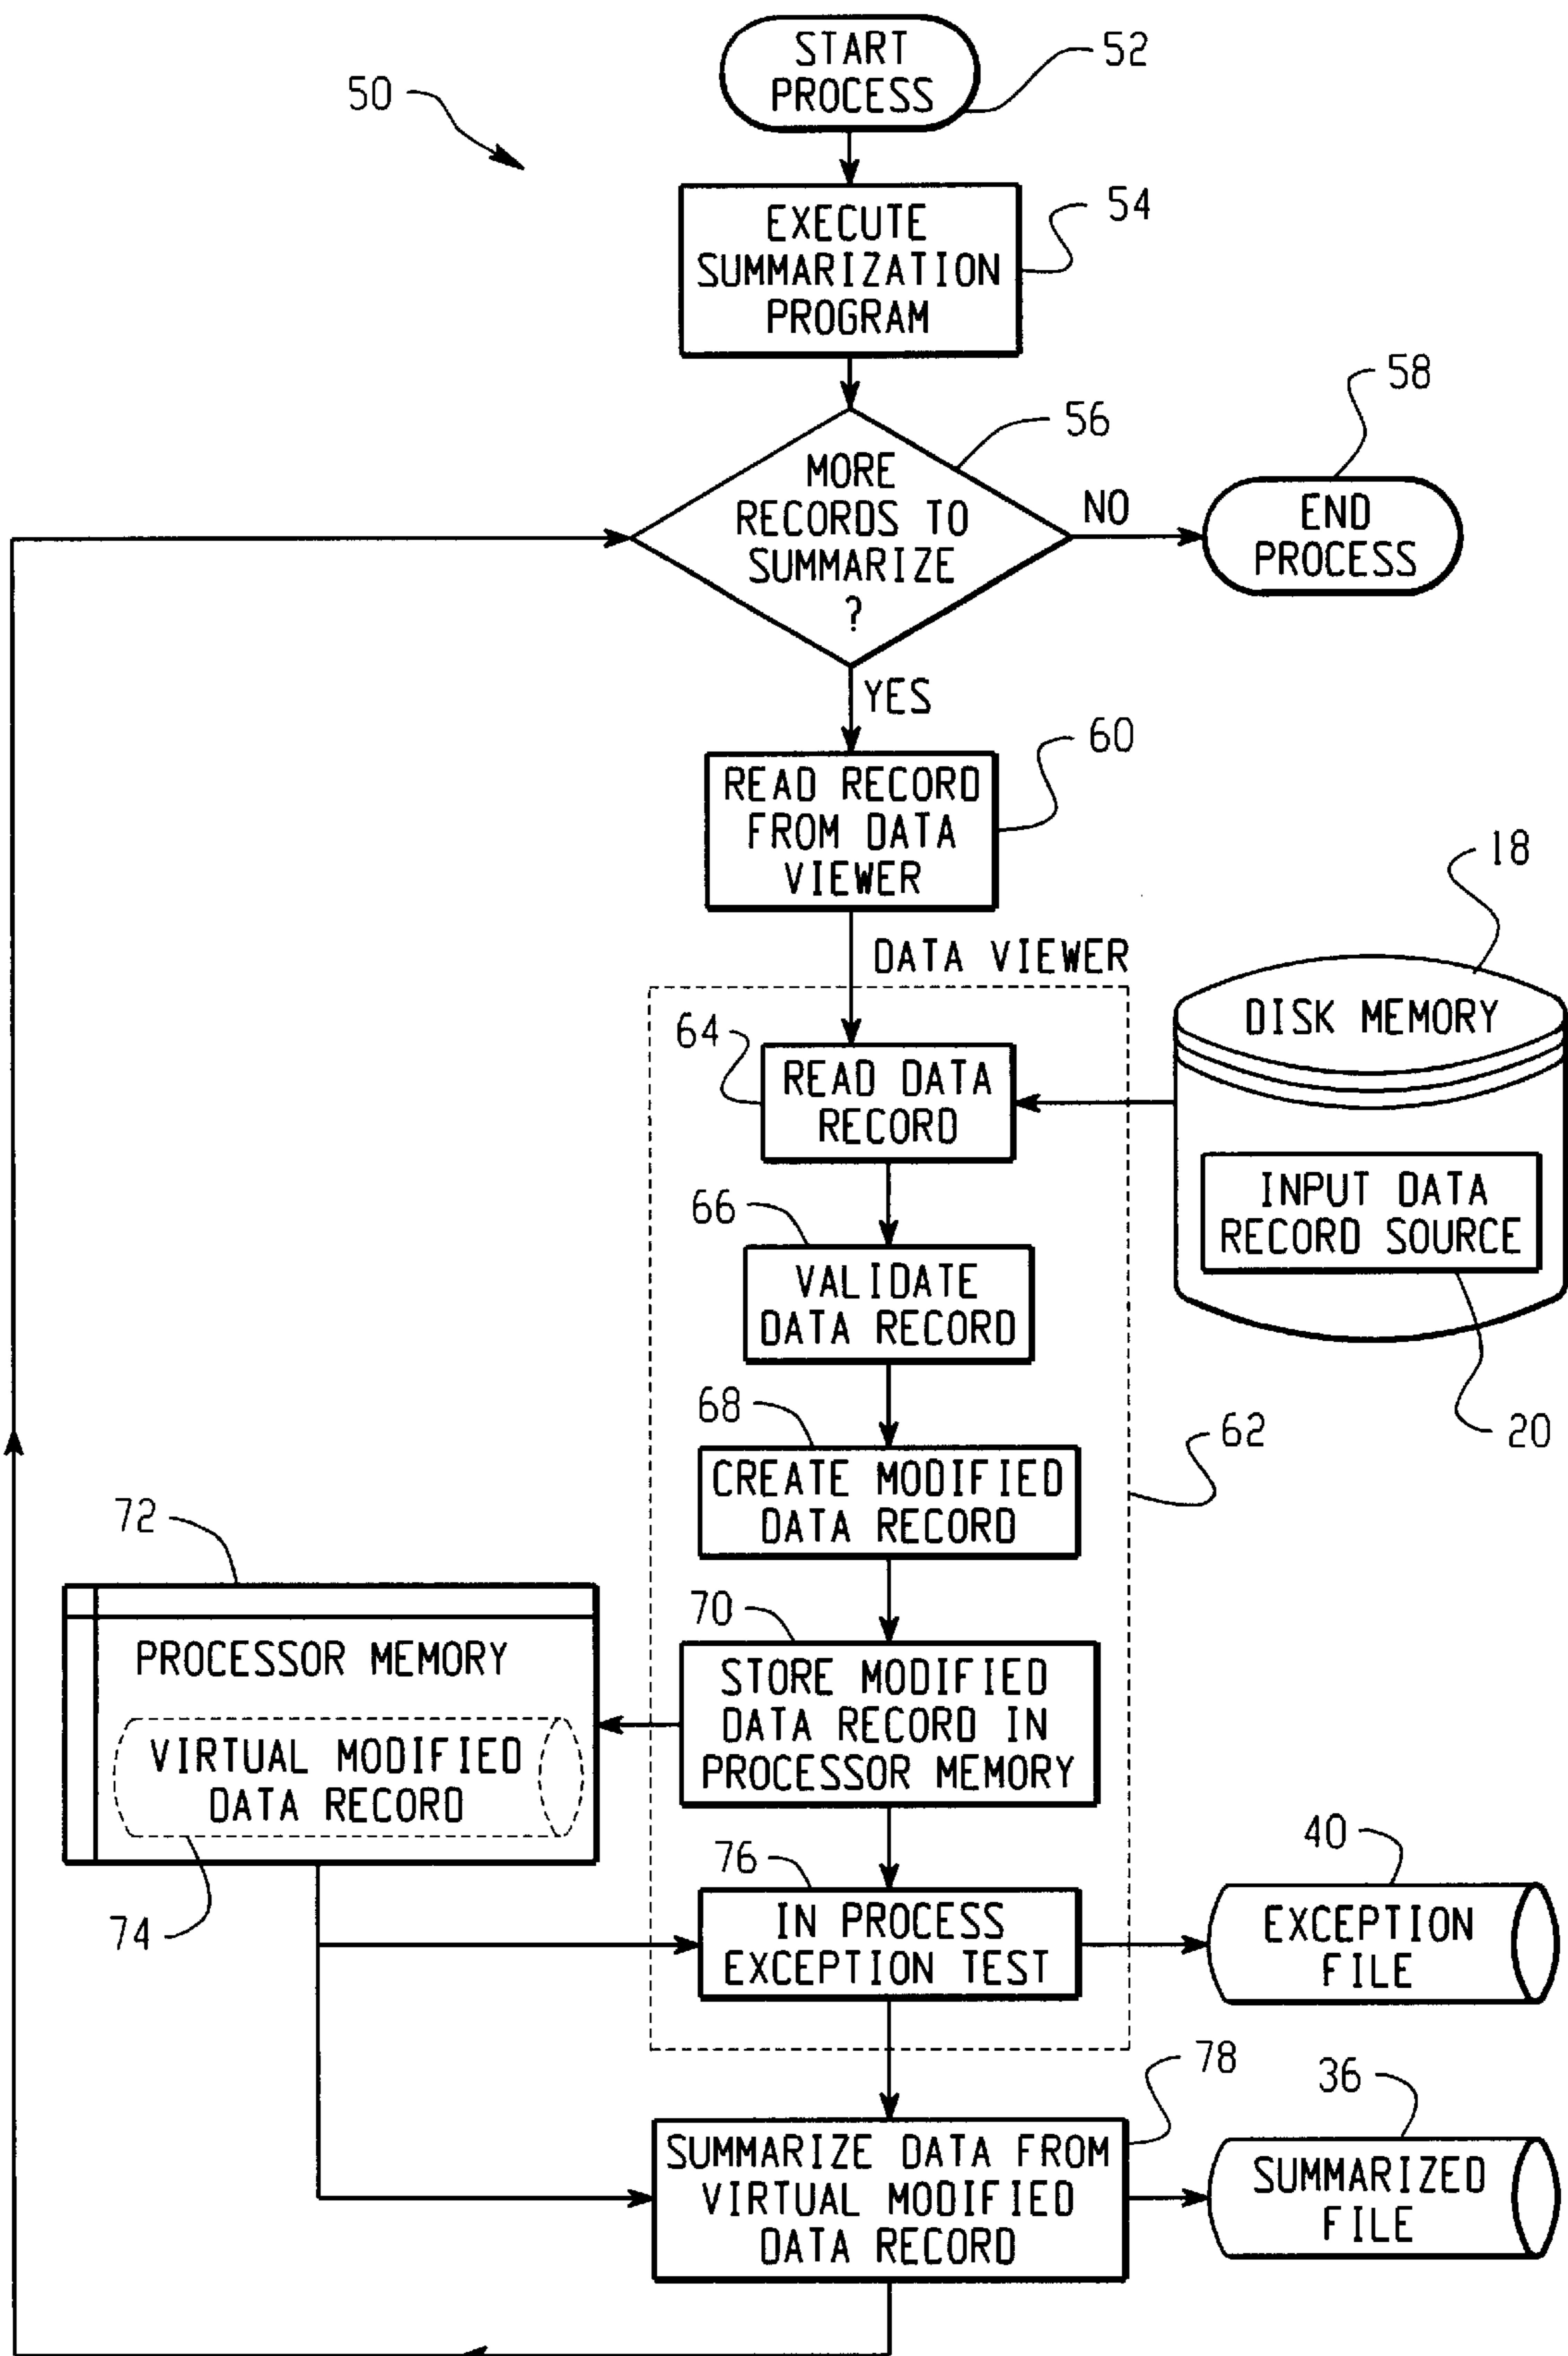 START
PROCESS
52
50
EXECUTE
SUMMARIZATION
PROGRAM
54
MORE
RECORDS TO
SUMMARIZE
?
56
NO
END
PROCESS
58
YES
READ RECORD
FROM DATA
VIEWER
60
DATA VIEWER
18
DISK MEMORY
64
READ DATA
RECORD
INPUT DATA
RECORD SOURCE
20
66
VALIDATE
DATA RECORD
68
CREATE MODIFIED
DATA RECORD
62
72
PROCESSOR MEMORY
VIRTUAL MODIFIED
DATA RECORD
74
70
STORE MODIFIED
DATA RECORD IN
PROCESSOR MEMORY
76
IN PROCESS
EXCEPTION TEST
40
EXCEPTION
FILE
78
SUMMARIZE DATA FROM
VIRTUAL MODIFIED
DATA RECORD
36
SUMMARIZED
FILE